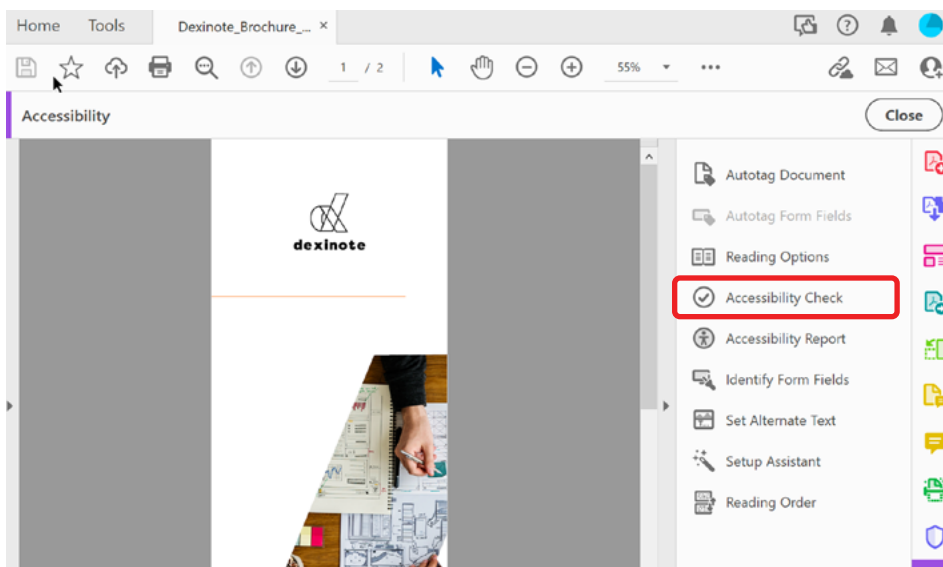 Home Tools Dexinote_Brochure_... ×
1 / 2 55%
Accessibility Close
dexinote
Autotag Document
Autotag Form Fields
Reading Options
Accessibility Check
Accessibility Report
Identify Form Fields
Set Alternate Text
Setup Assistant
Reading Order